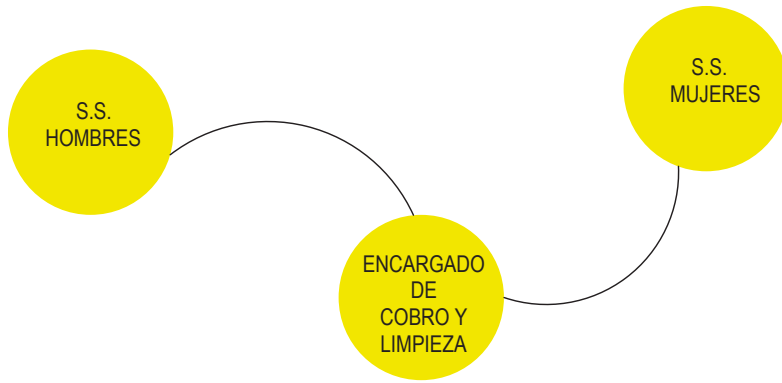 S.S.
HOMBRES
S.S.
MUJERES
ENCARGADO
DE
COBRO Y
LIMPIEZA